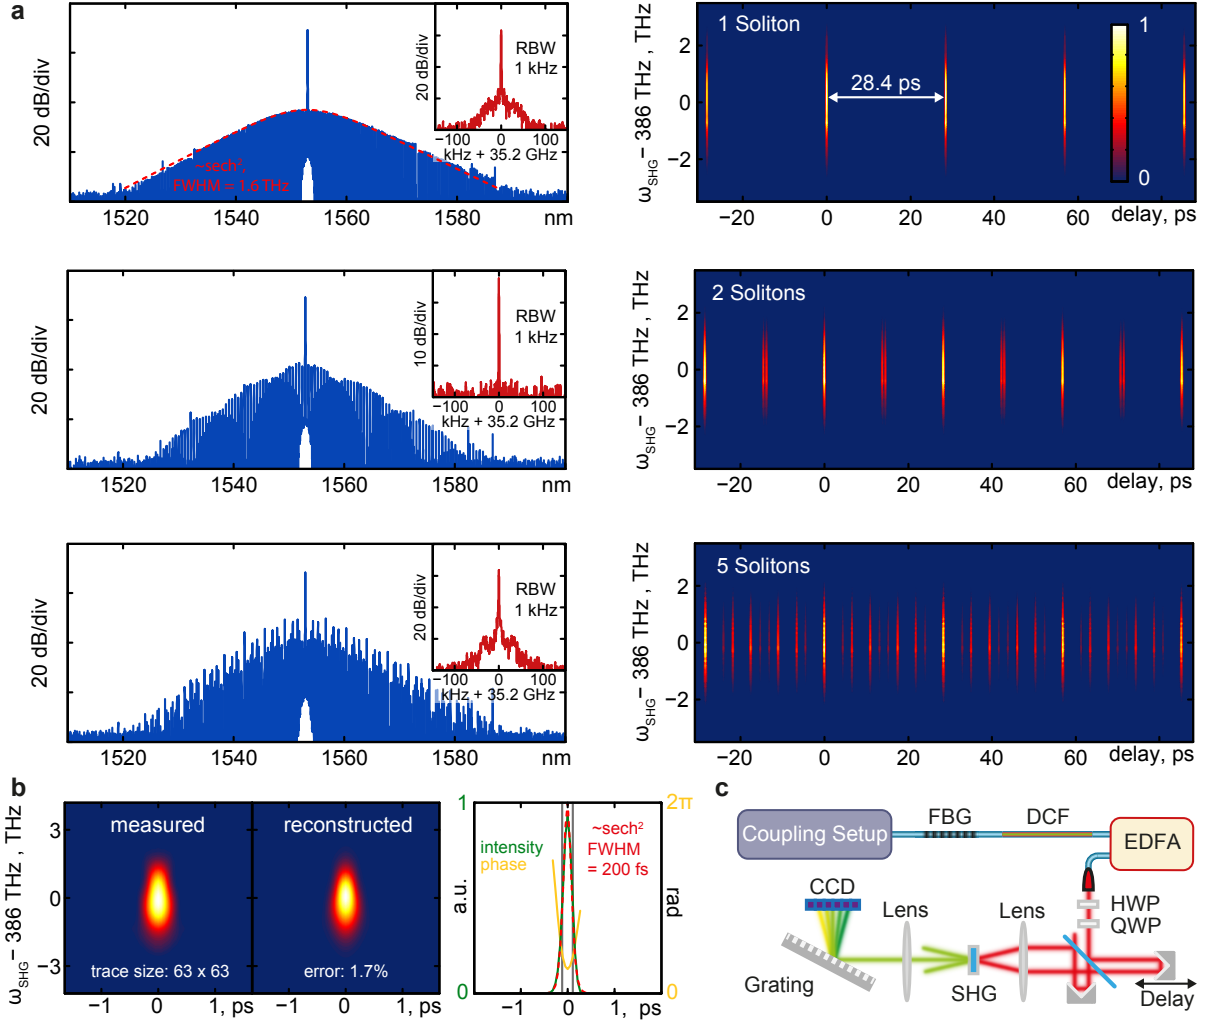 a
20 dB/div
20 dB/div
RBW
1 kHz
−100 0 100
kHz + 35.2 GHz
~sech²,
FWHM = 1.6 THz
1520 1540 1560 1580 nm
ω_SHG − 386 THz , THz
2
0
−2
1 Soliton
28.4 ps
1
0
−20 0 20 40 60 delay, ps
20 dB/div
10 dB/div
RBW
1 kHz
−100 0 100
kHz + 35.2 GHz
1520 1540 1560 1580 nm
ω_SHG − 386 THz , THz
2
0
−2
2 Solitons
−20 0 20 40 60 delay, ps
20 dB/div
20 dB/div
RBW
1 kHz
−100 0 100
kHz + 35.2 GHz
1520 1540 1560 1580 nm
ω_SHG − 386 THz , THz
2
0
−2
5 Solitons
−20 0 20 40 60 delay, ps
b
ω_SHG − 386 THz , THz
3
0
−3
measured
trace size: 63 x 63
−1 0 1, ps
reconstructed
error: 1.7%
−1 0 1, ps
1
a.u.
0
intensity
phase
~sech²
FWHM
= 200 fs
2π
rad
0
−1 0 1, ps
c
Coupling Setup
FBG
DCF
EDFA
HWP
QWP
CCD
Lens
Lens
Grating
SHG
Delay